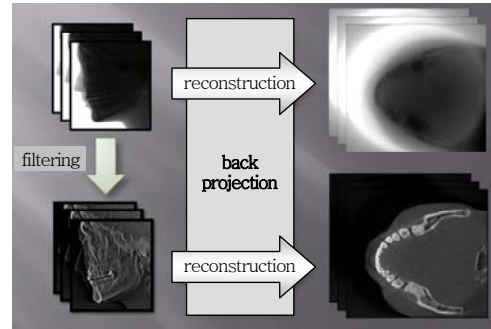 reconstruction
filtering
back
projection
reconstruction